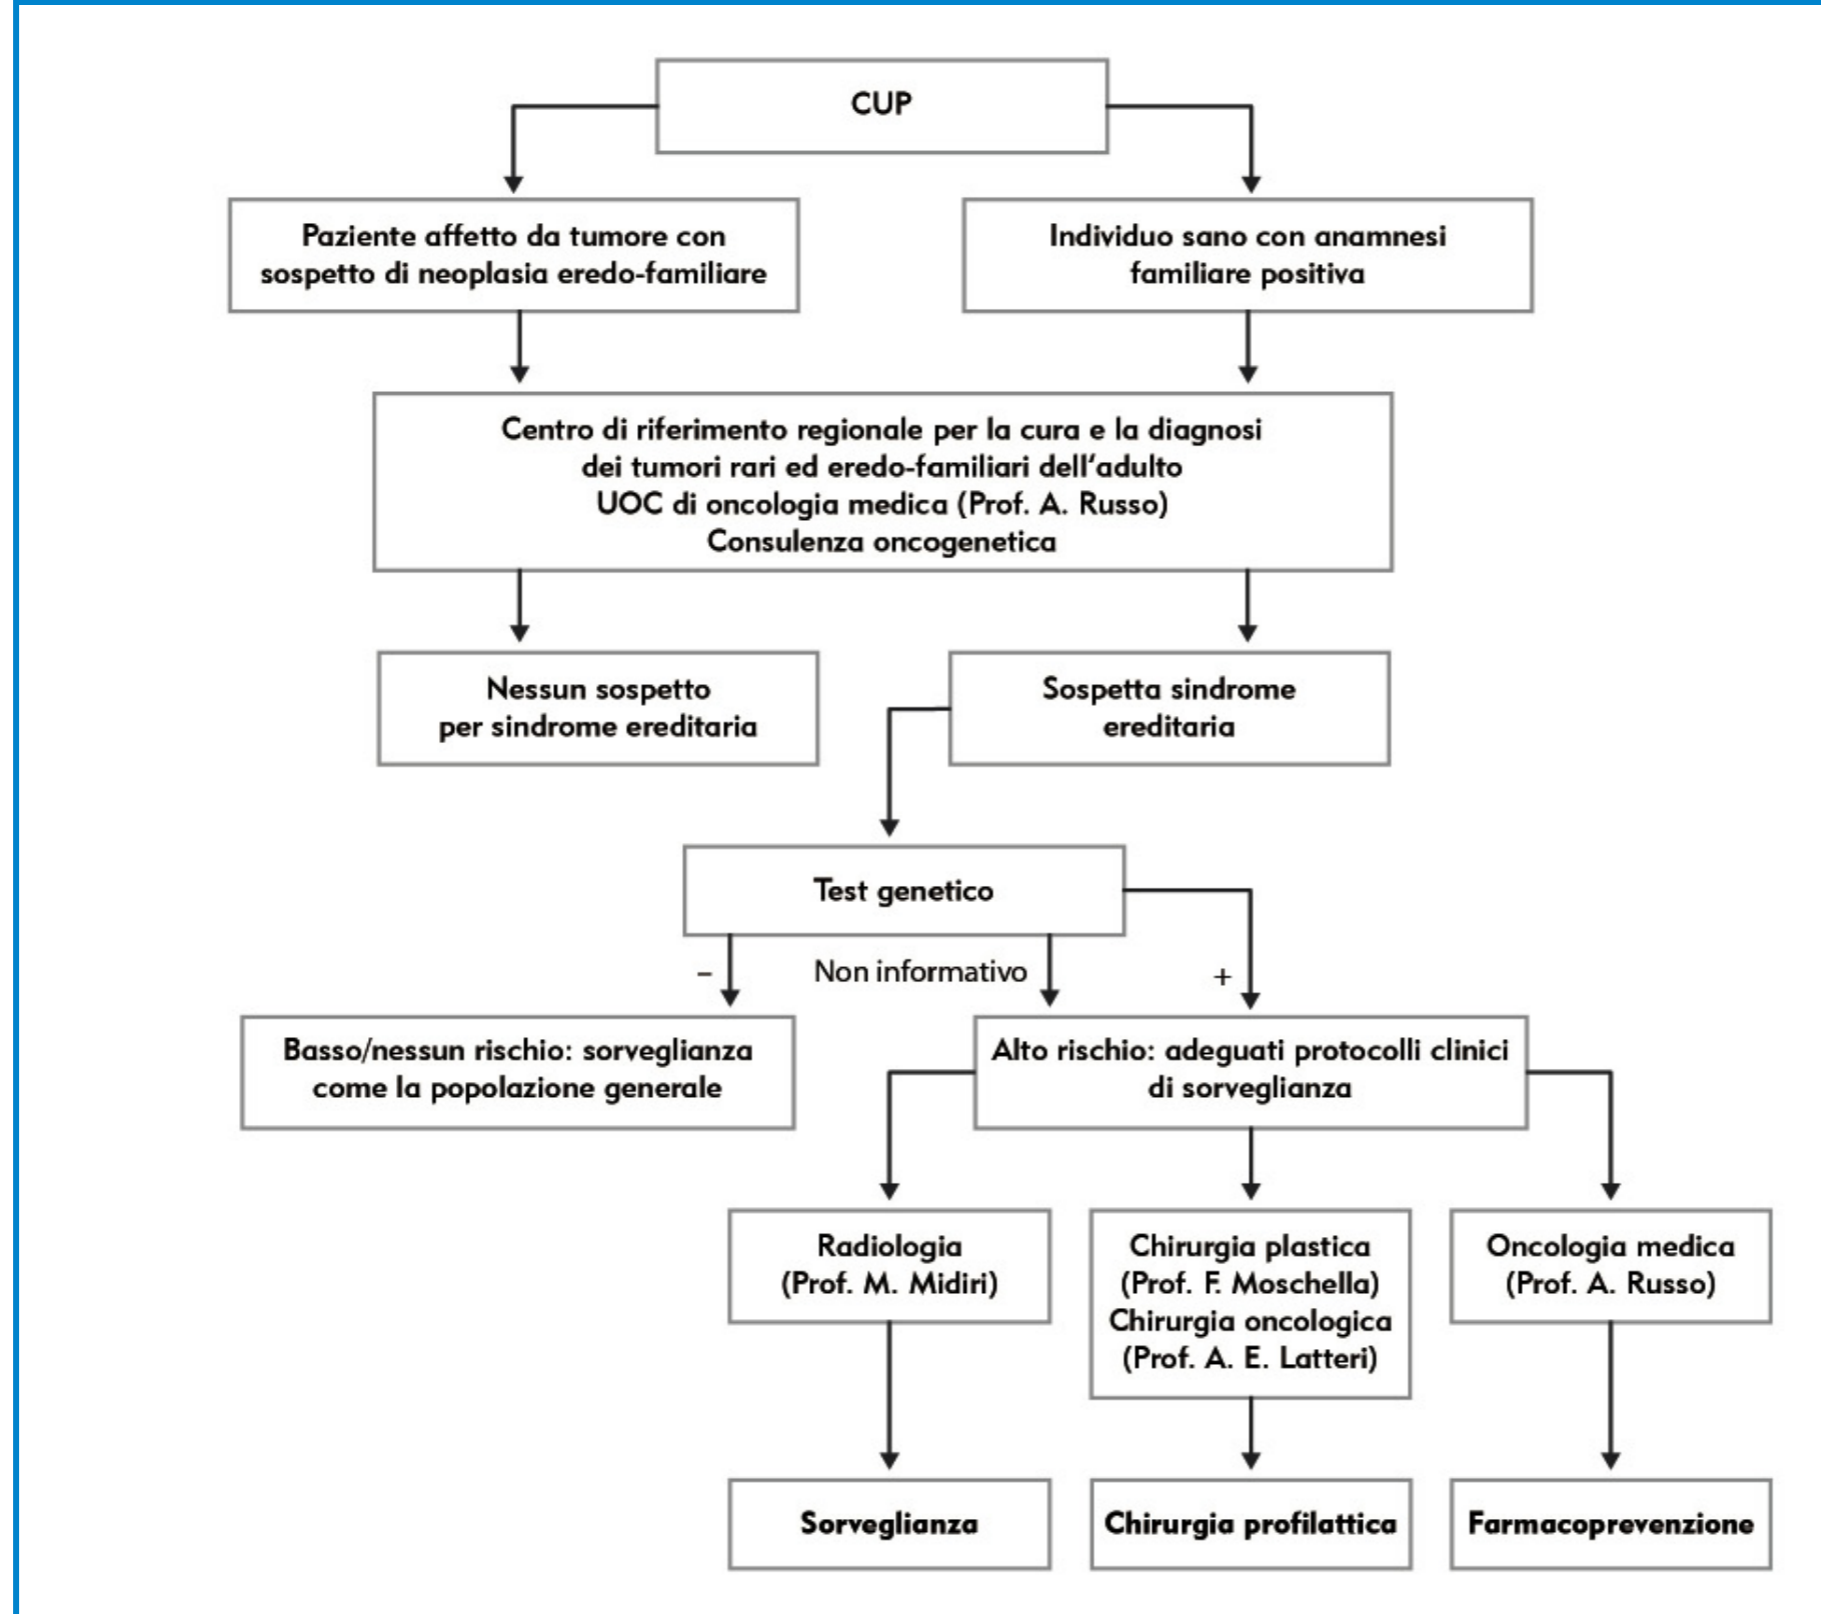 CUP
Paziente affetto da tumore con
sospetto di neoplasia eredo-familiare
Individuo sano con anamnesi
familiare positiva
Centro di riferimento regionale per la cura e la diagnosi
dei tumori rari ed eredo-familiari dell'adulto
UOC di oncologia medica (Prof. A. Russo)
Consulenza oncogenetica
Nessun sospetto
per sindrome ereditaria
Sospetta sindrome
ereditaria
Test genetico
–
Non informativo
+
Basso/nessun rischio: sorveglianza
come la popolazione generale
Alto rischio: adeguati protocolli clinici
di sorveglianza
Radiologia
(Prof. M. Midiri)
Chirurgia plastica
(Prof. F. Moschella)
Chirurgia oncologica
(Prof. A. E. Latteri)
Oncologia medica
(Prof. A. Russo)
Sorveglianza
Chirurgia profilattica
Farmacoprevenzione